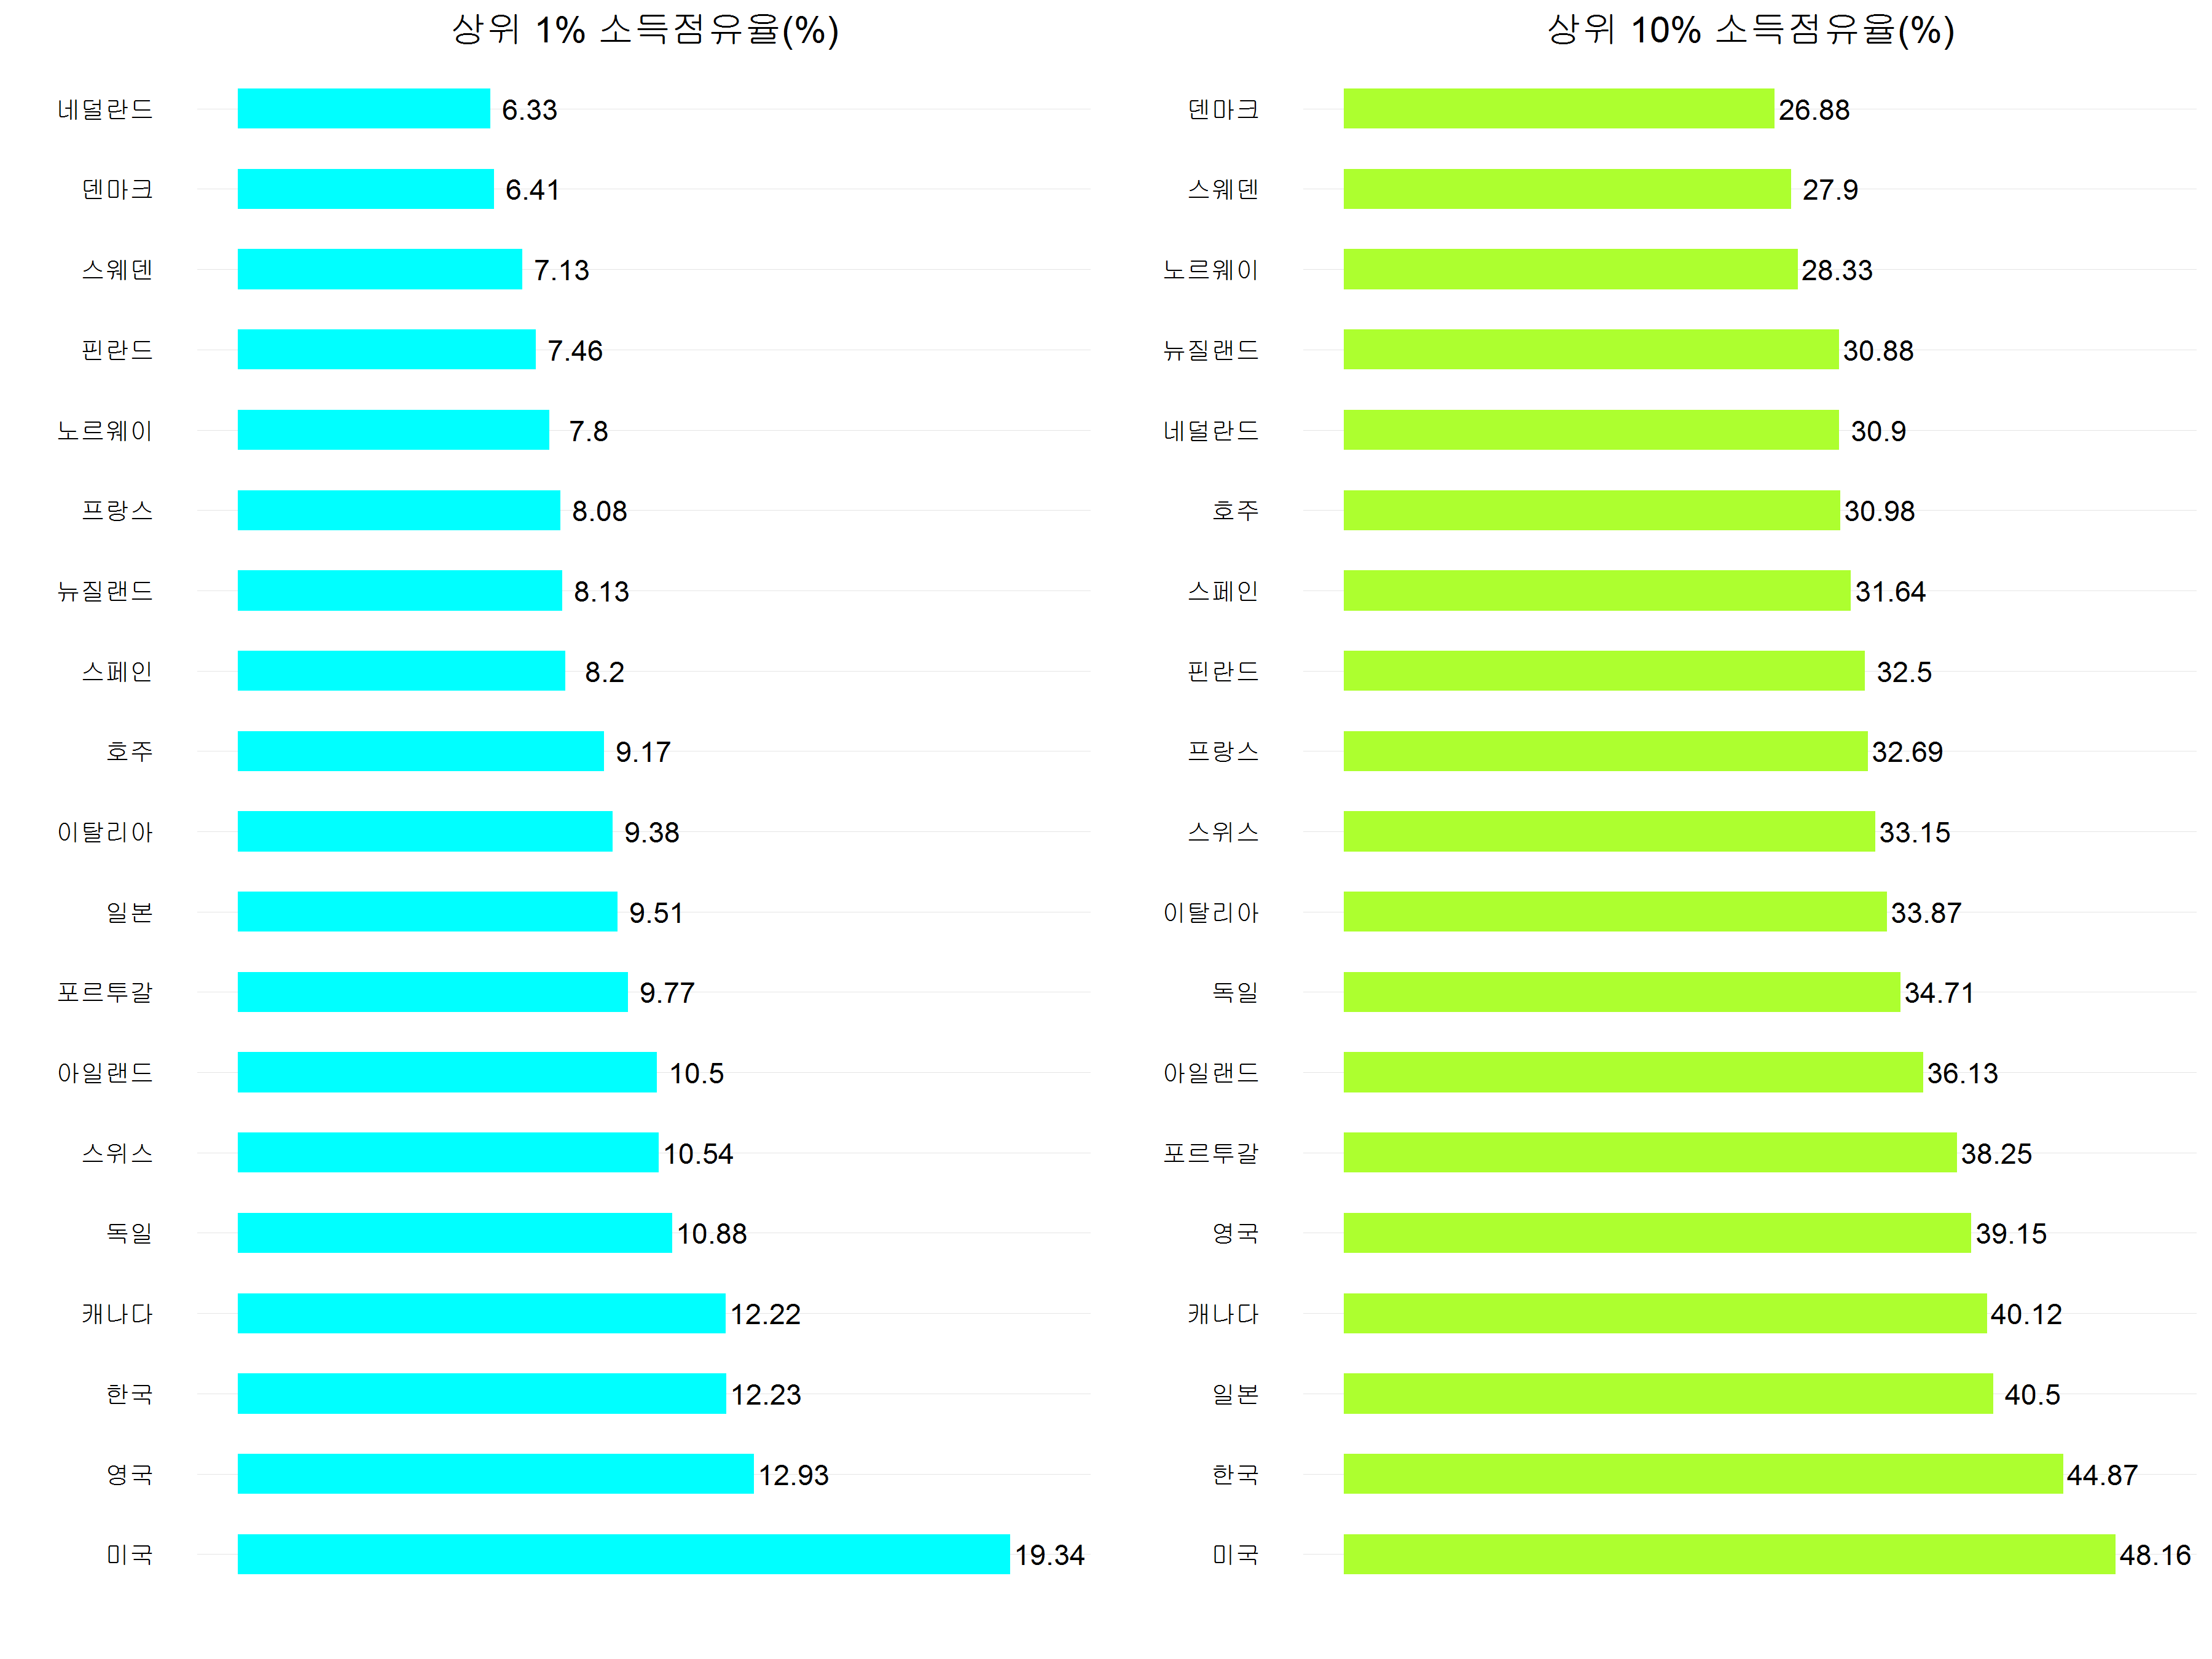 상위 1% 소득점유율(%)
네덜란드 6.33
덴마크 6.41
스웨덴 7.13
핀란드 7.46
노르웨이 7.8
프랑스 8.08
뉴질랜드 8.13
스페인 8.2
호주 9.17
이탈리아 9.38
일본 9.51
포르투갈 9.77
아일랜드 10.5
스위스 10.54
독일 10.88
캐나다 12.22
한국 12.23
영국 12.93
미국 19.34
상위 10% 소득점유율(%)
덴마크 26.88
스웨덴 27.9
노르웨이 28.33
뉴질랜드 30.88
네덜란드 30.9
호주 30.98
스페인 31.64
핀란드 32.5
프랑스 32.69
스위스 33.15
이탈리아 33.87
독일 34.71
아일랜드 36.13
포르투갈 38.25
영국 39.15
캐나다 40.12
일본 40.5
한국 44.87
미국 48.16